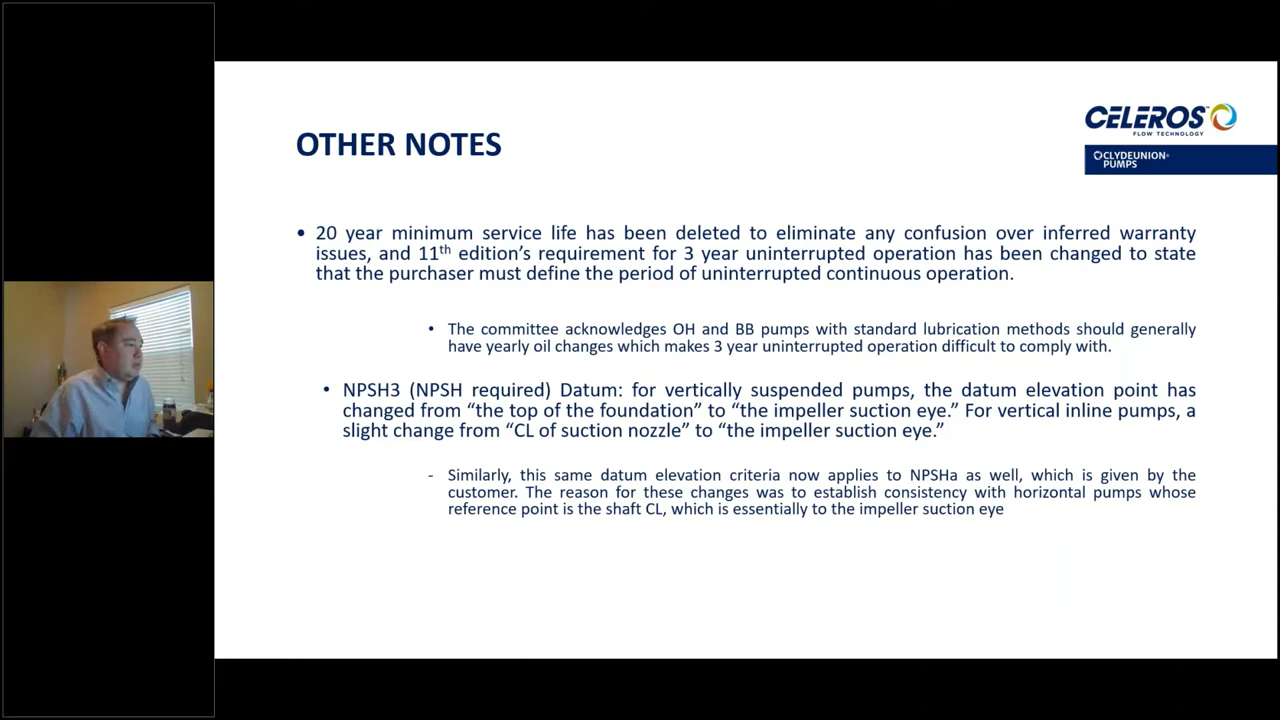 CELEROS
FLOW TECHNOLOGY
CLYDEUNION
PUMPS
OTHER NOTES
• 20 year minimum service life has been deleted to eliminate any confusion over inferred warranty
issues, and 11th edition's requirement for 3 year uninterrupted operation has been changed to state
that the purchaser must define the period of uninterrupted continuous operation.
• The committee acknowledges OH and BB pumps with standard lubrication methods should generally
have yearly oil changes which makes 3 year uninterrupted operation difficult to comply with.
• NPSH3 (NPSH required) Datum: for vertically suspended pumps, the datum elevation point has
changed from “the top of the foundation” to “the impeller suction eye.” For vertical inline pumps, a
slight change from “CL of suction nozzle” to “the impeller suction eye.”
- Similarly, this same datum elevation criteria now applies to NPSHa as well, which is given by the
customer. The reason for these changes was to establish consistency with horizontal pumps whose
reference point is the shaft CL, which is essentially to the impeller suction eye